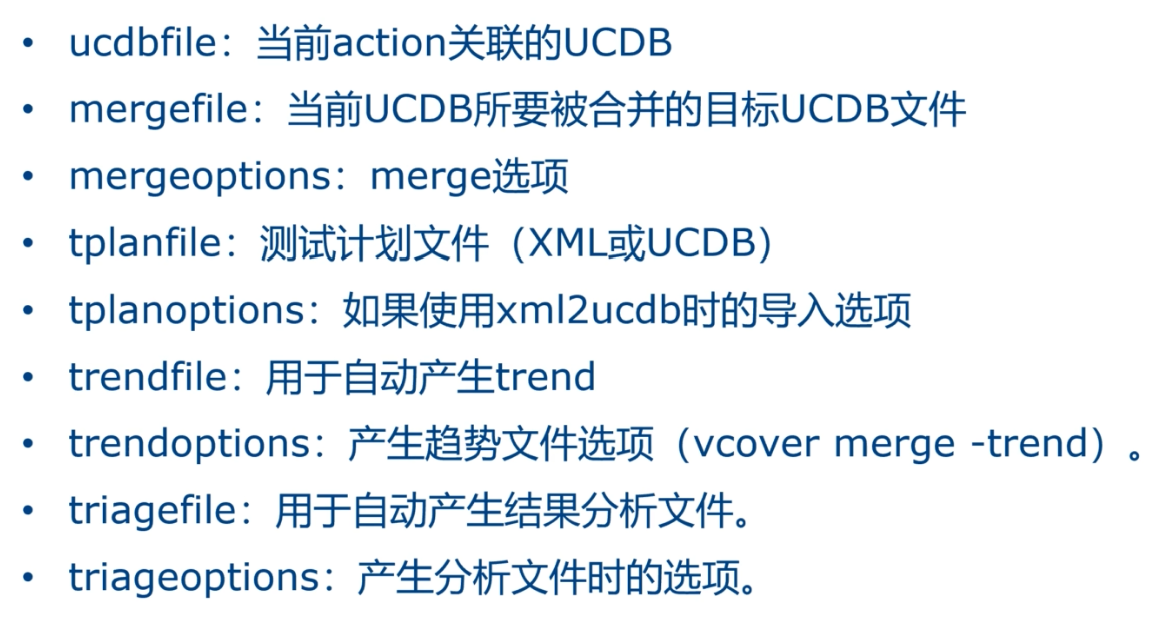 • ucdbfile：当前action关联的UCDB
• mergefile：当前UCDB所要被合并的目标UCDB文件
• mergeoptions：merge选项
• tplanfile：测试计划文件（XML或UCDB）
• tplanoptions：如果使用xml2ucdb时的导入选项
• trendfile：用于自动产生trend
• trendoptions：产生趋势文件选项（vcover merge -trend）。
• triagefile：用于自动产生结果分析文件。
• triageoptions：产生分析文件时的选项。